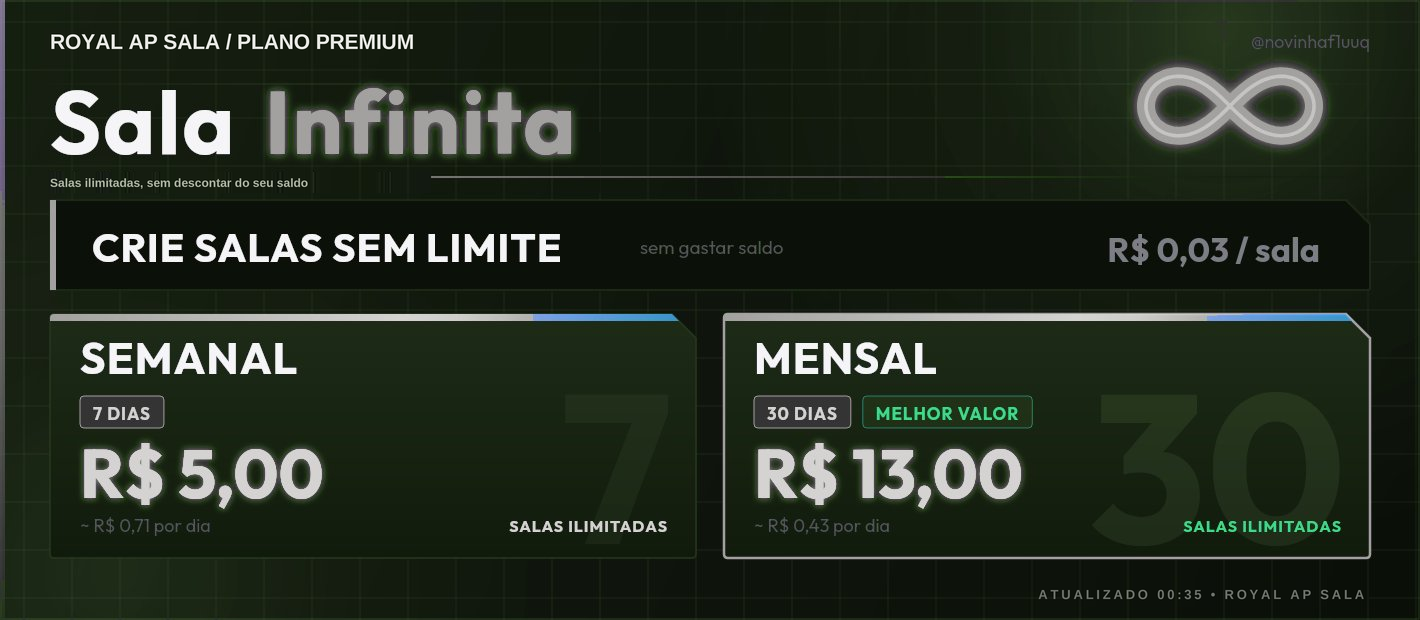 ROYAL AP SALA / PLANO PREMIUM
@novinhaf1uuq
Sala Infinita
Salas ilimitadas, sem descontar do seu saldo
CRIE SALAS SEM LIMITE
sem gastar saldo
R$ 0,03 / sala
SEMANAL
7 DIAS
7
R$ 5,00
~ R$ 0,71 por dia
SALAS ILIMITADAS
MENSAL
30 DIAS
MELHOR VALOR
30
R$ 13,00
~ R$ 0,43 por dia
SALAS ILIMITADAS
ATUALIZADO 00:35 • ROYAL AP SALA